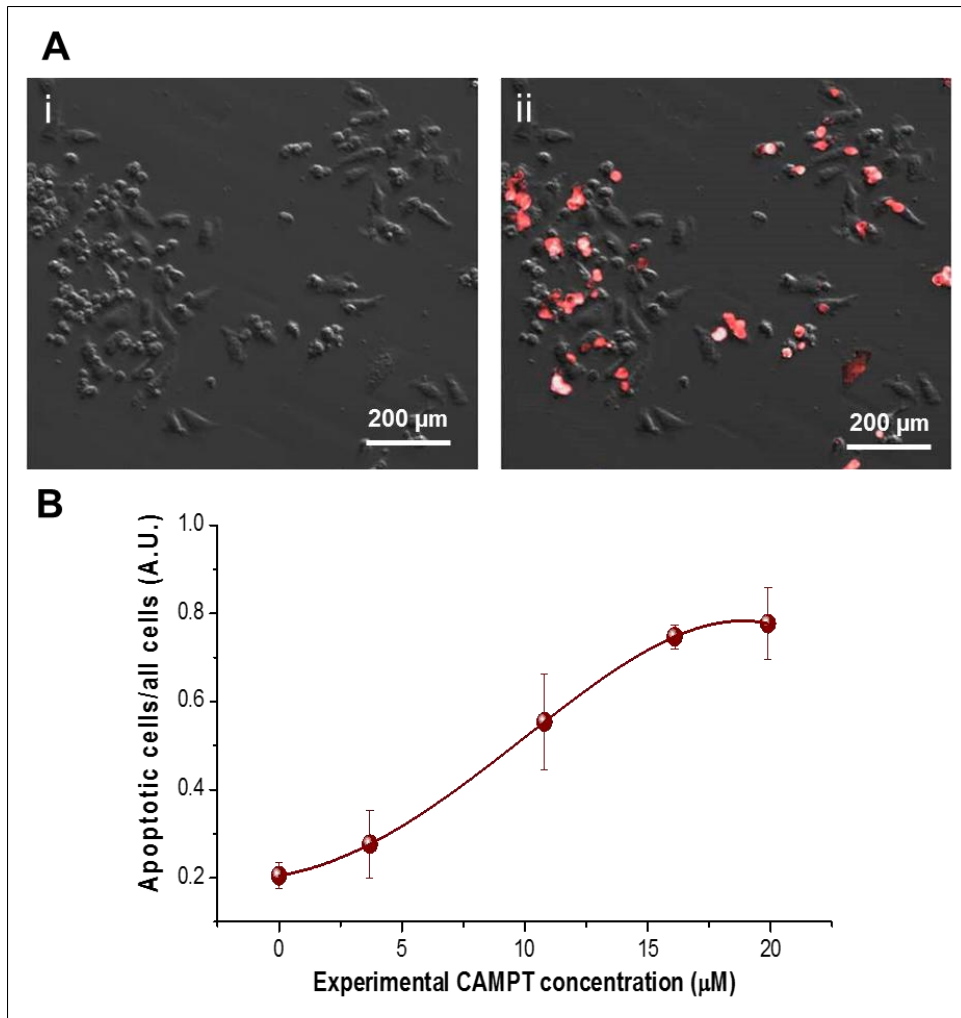 A
i
ii
200 µm
200 µm
B
Apoptotic cells/all cells (A.U.)
1.0
0.8
0.6
0.4
0.2
0 5 10 15 20
Experimental CAMPT concentration (µM)